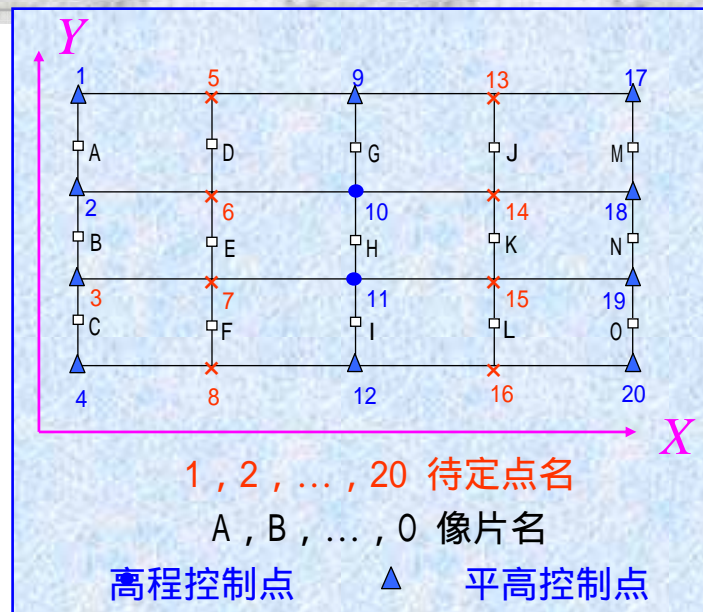 Y
1 5 9 13 17
A D G J M
2 6 10 14 18
B E H K N
3 7 11 15 19
C F I L O
4 8 12 16 20
X
1 , 2 , … , 20 待定点名
A , B , … , 0 像片名
高程控制点 平高控制点